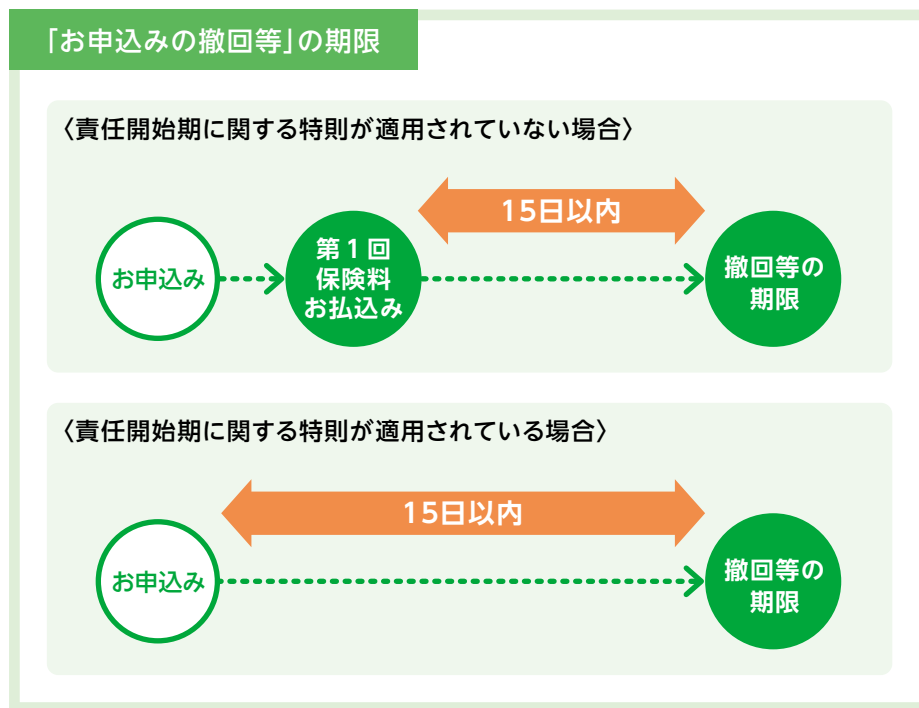 「お申込みの撤回等」の期限
〈責任開始期に関する特則が適用されていない場合〉
15日以内
お申込み
第1回
保険料
お払込み
撤回等の
期限
〈責任開始期に関する特則が適用されている場合〉
15日以内
お申込み
撤回等の
期限